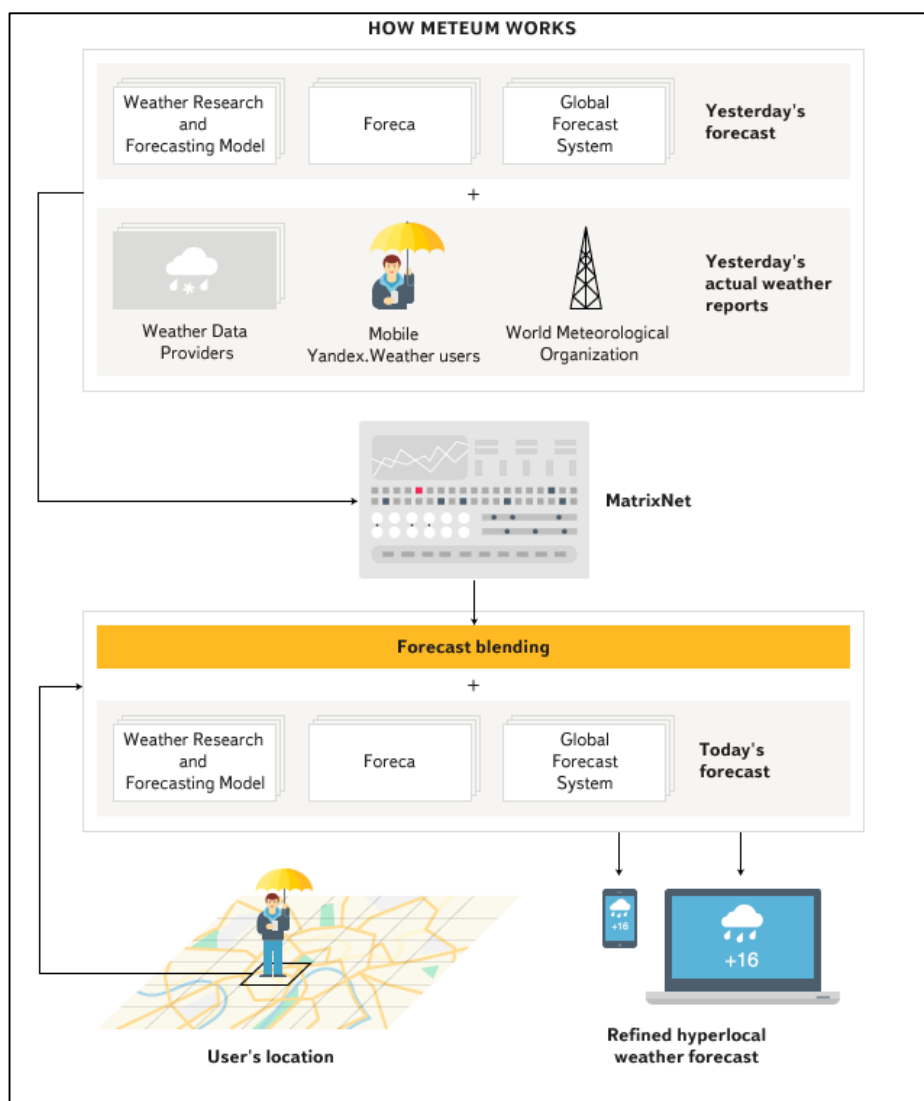 HOW METEUM WORKS
Weather Research
and
Forecasting Model
Foreca
Global
Forecast
System
Yesterday's
forecast
+
Weather Data
Providers
Mobile
Yandex.Weather users
World Meteorological
Organization
Yesterday's
actual weather
reports
MatrixNet
Forecast blending
+
Weather Research
and
Forecasting Model
Foreca
Global
Forecast
System
Today's
forecast
User's location
+16
+16
Refined hyperlocal
weather forecast